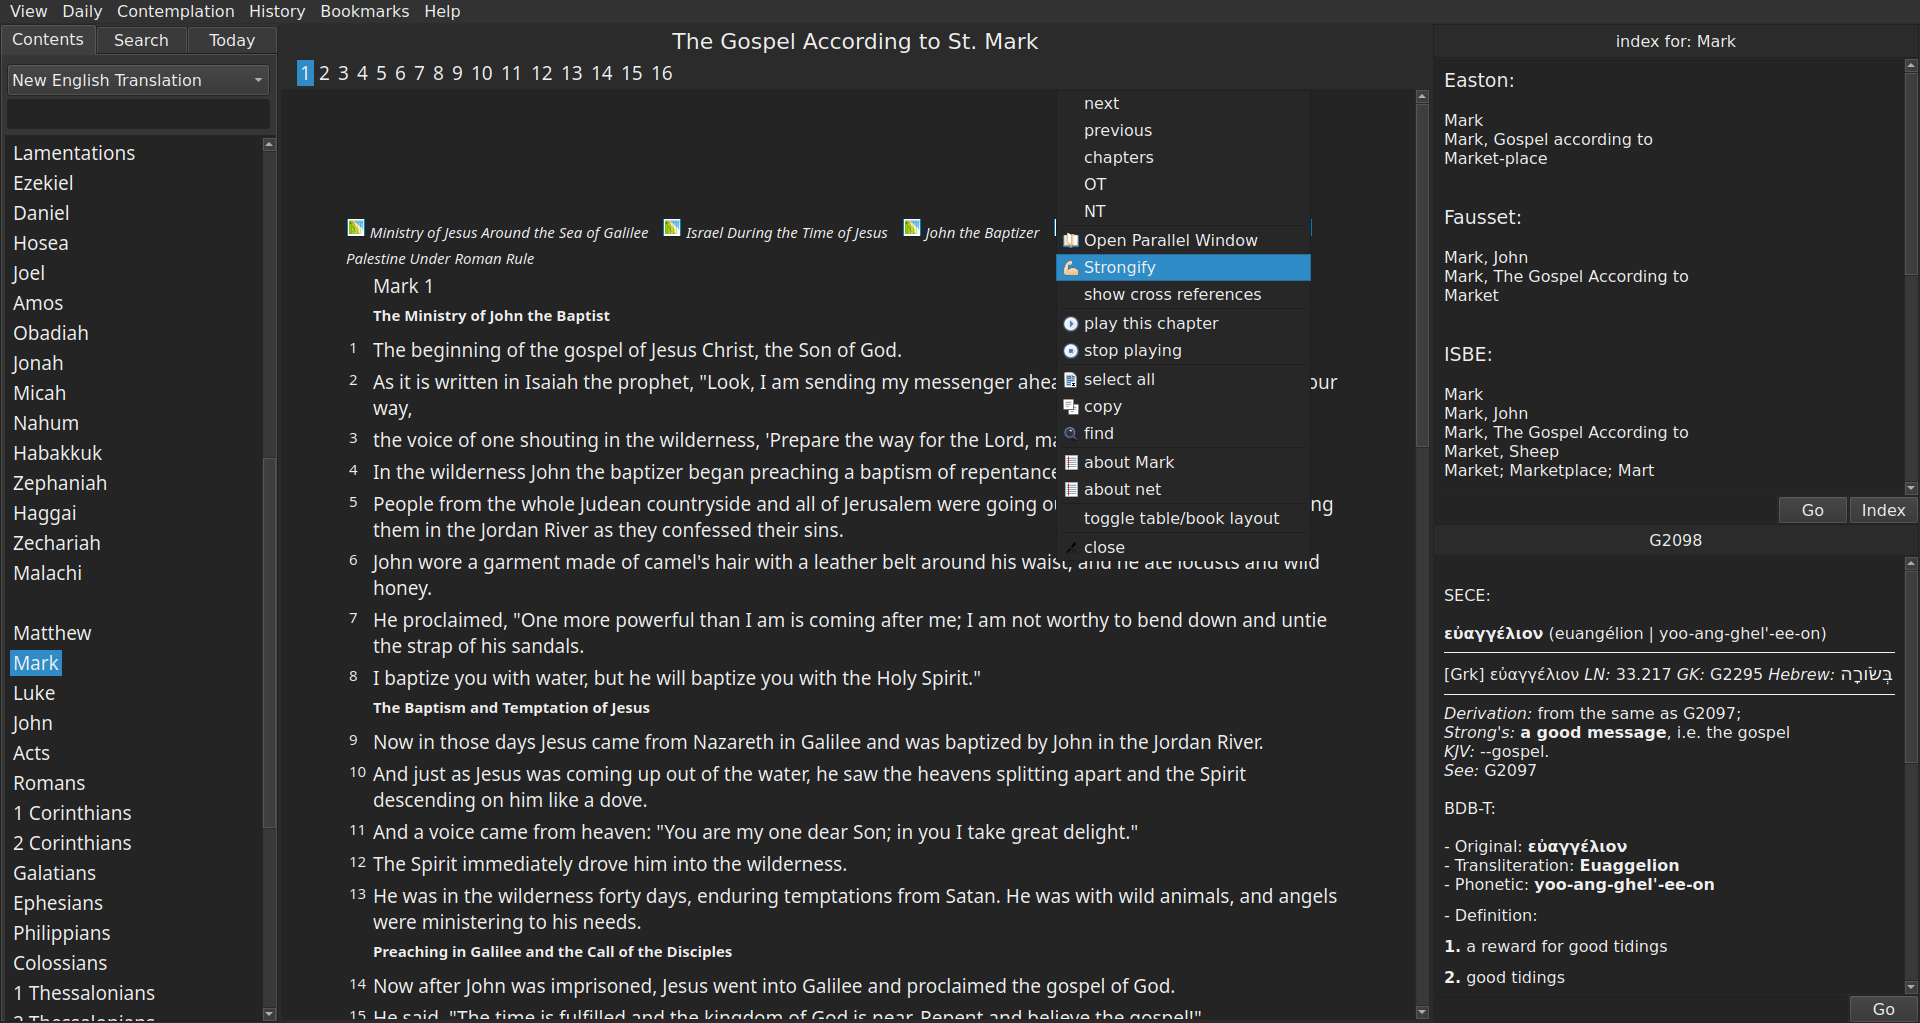 View Daily Contemplation History Bookmarks Help
Contents Search Today
New English Translation
Lamentations
Ezekiel
Daniel
Hosea
Joel
Amos
Obadiah
Jonah
Micah
Nahum
Habakkuk
Zephaniah
Haggai
Zechariah
Malachi
Matthew
Mark
Luke
John
Acts
Romans
1 Corinthians
2 Corinthians
Galatians
Ephesians
Philippians
Colossians
1 Thessalonians
2 Thessalonians
The Gospel According to St. Mark
1 2 3 4 5 6 7 8 9 10 11 12 13 14 15 16
Ministry of Jesus Around the Sea of Galilee Israel During the Time of Jesus John the Baptizer
Palestine Under Roman Rule
Mark 1
The Ministry of John the Baptist
1 The beginning of the gospel of Jesus Christ, the Son of God.
2 As it is written in Isaiah the prophet, "Look, I am sending my messenger
way,
3 the voice of one shouting in the wilderness, 'Prepare the way for the Lord,
4 In the wilderness John the baptizer began preaching a baptism of repentance
5 People from the whole Judean countryside and all of Jerusalem were going
them in the Jordan River as they confessed their sins.
6 John wore a garment made of camel's hair with a leather belt around his waist, and he ate locusts and wild
honey.
7 He proclaimed, "One more powerful than I am is coming after me; I am not worthy to bend down and untie
the strap of his sandals.
8 I baptize you with water, but he will baptize you with the Holy Spirit."
The Baptism and Temptation of Jesus
9 Now in those days Jesus came from Nazareth in Galilee and was baptized by John in the Jordan River.
10 And just as Jesus was coming up out of the water, he saw the heavens splitting apart and the Spirit
descending on him like a dove.
11 And a voice came from heaven: "You are my one dear Son; in you I take great delight."
12 The Spirit immediately drove him into the wilderness.
13 He was in the wilderness forty days, enduring temptations from Satan. He was with wild animals, and angels
were ministering to his needs.
Preaching in Galilee and the Call of the Disciples
14 Now after John was imprisoned, Jesus went into Galilee and proclaimed the gospel of God.
15 He said, "The time is fulfilled and the kingdom of God is near. Repent and believe the gospel!"
next
previous
chapters
OT
NT
Open Parallel Window
Strongify
show cross references
play this chapter
stop playing
select all
copy
find
about Mark
about net
toggle table/book layout
close
index for: Mark
Easton:
Mark
Mark, Gospel according to
Market-place
Fausset:
Mark, John
Mark, The Gospel According to
Market
ISBE:
Mark
Mark, John
Mark, The Gospel According to
Market, Sheep
Market; Marketplace; Mart
Go Index
G2098
SECE:
εὐαγγέλιον (euangélion | yoo-ang-ghel'-ee-on)
[Grk] εὐαγγέλιον LN: 33.217 GK: G2295 Hebrew: בְּשׂוֹרָה
Derivation: from the same as G2097;
Strong's: a good message, i.e. the gospel
KJV: --gospel.
See: G2097
BDB-T:
- Original: εὐαγγέλιον
- Transliteration: Euaggelion
- Phonetic: yoo-ang-ghel'-ee-on
- Definition:
1. a reward for good tidings
2. good tidings
Go